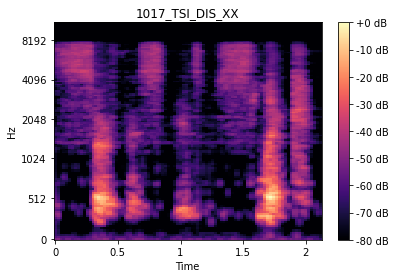 1017_TSI_DIS_XX
+0 dB
8192
-10 dB
4096
-20 dB
-30 dB
2048
Hz
-40 dB
1024
-50 dB
512
-60 dB
-70 dB
0
-80 dB
0
0.5
1
1.5
2
Time